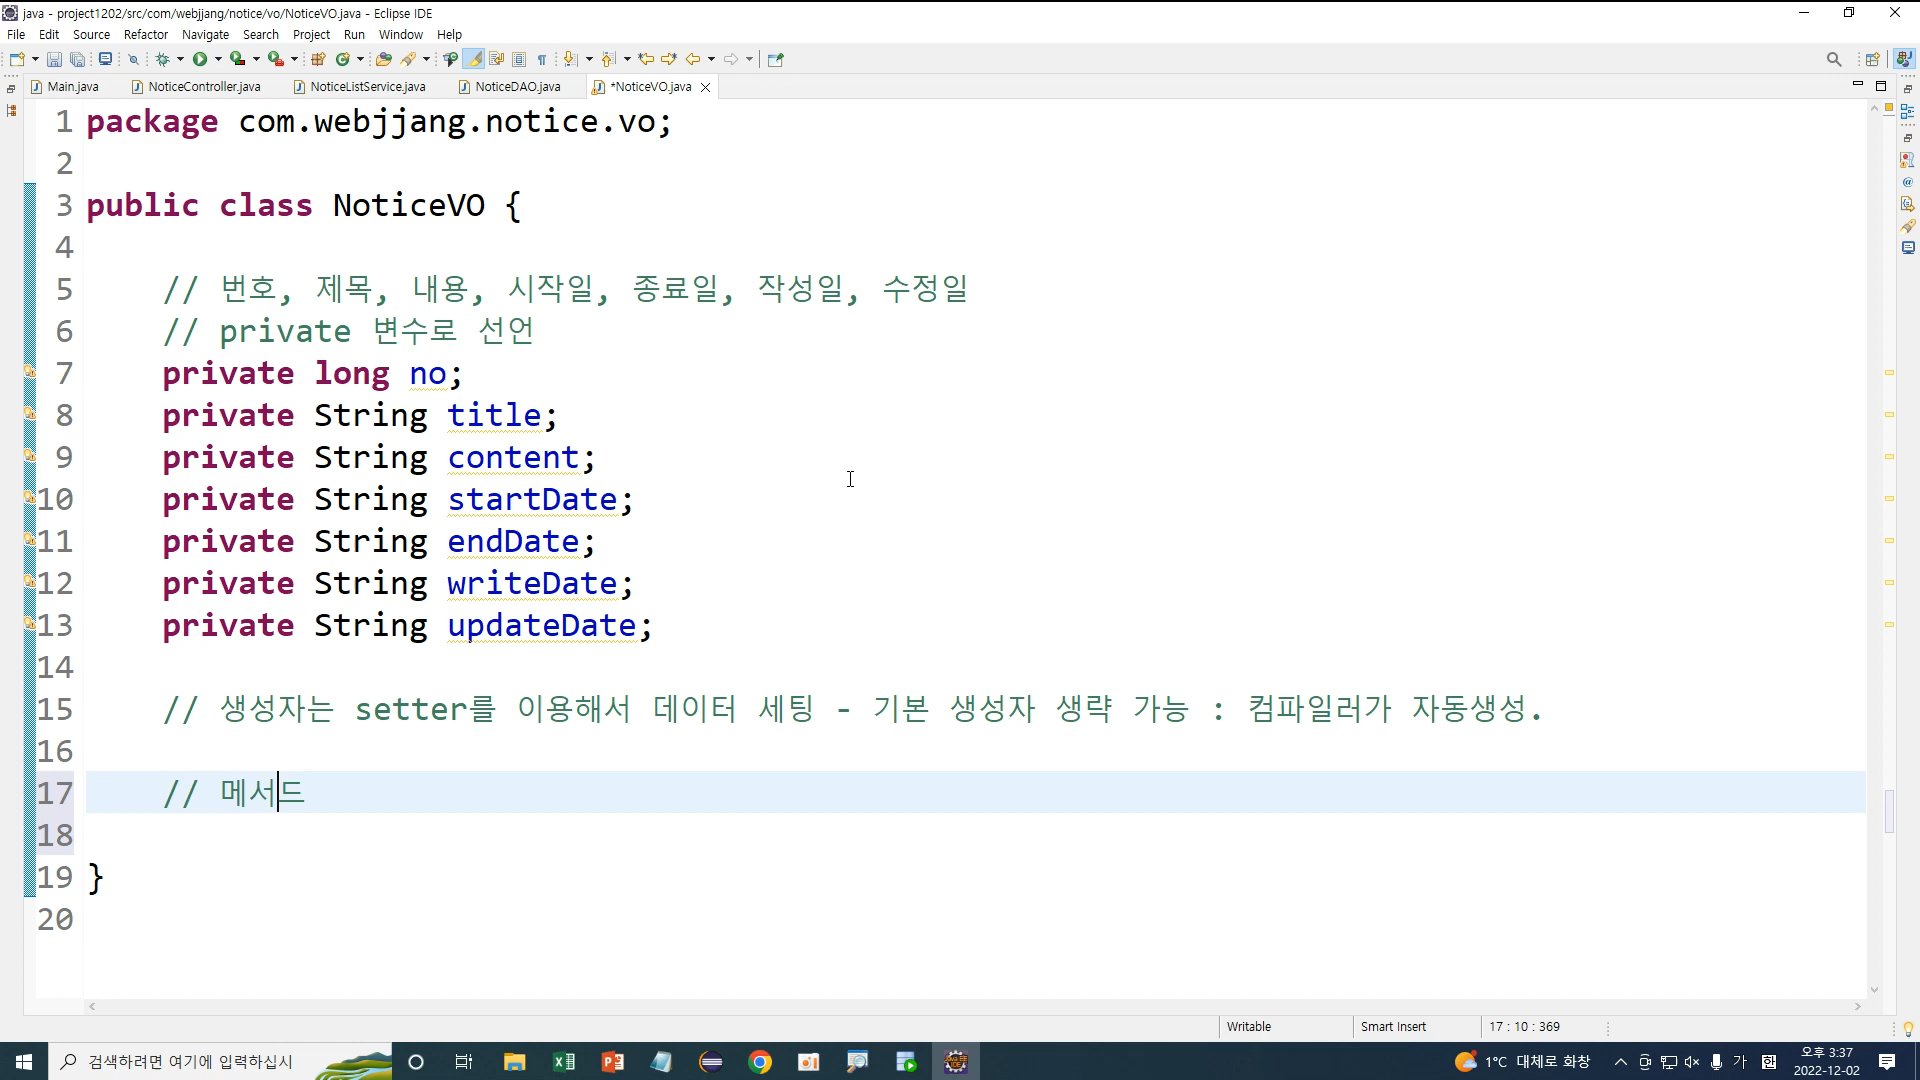 java - project1202/src/com/webjjang/notice/vo/NoticeVO.java - Eclipse IDE
File Edit Source Refactor Navigate Search Project Run Window Help
Main.java NoticeController.java NoticeListService.java NoticeDAO.java *NoticeVO.java
1 package com.webjjang.notice.vo;
2
3 public class NoticeVO {
4
5 // 번호, 제목, 내용, 시작일, 종료일, 작성일, 수정일
6 // private 변수로 선언
7 private long no;
8 private String title;
9 private String content;
10 private String startDate;
11 private String endDate;
12 private String writeDate;
13 private String updateDate;
14
15 // 생성자는 setter를 이용해서 데이터 세팅 - 기본 생성자 생략 가능 : 컴파일러가 자동생성.
16
17 // 메서드
18
19 }
20
Writable Smart Insert 17 : 10 : 369
검색하려면 여기에 입력하십시 1°C 대체로 화창 가 오후 3:37
2022-12-02